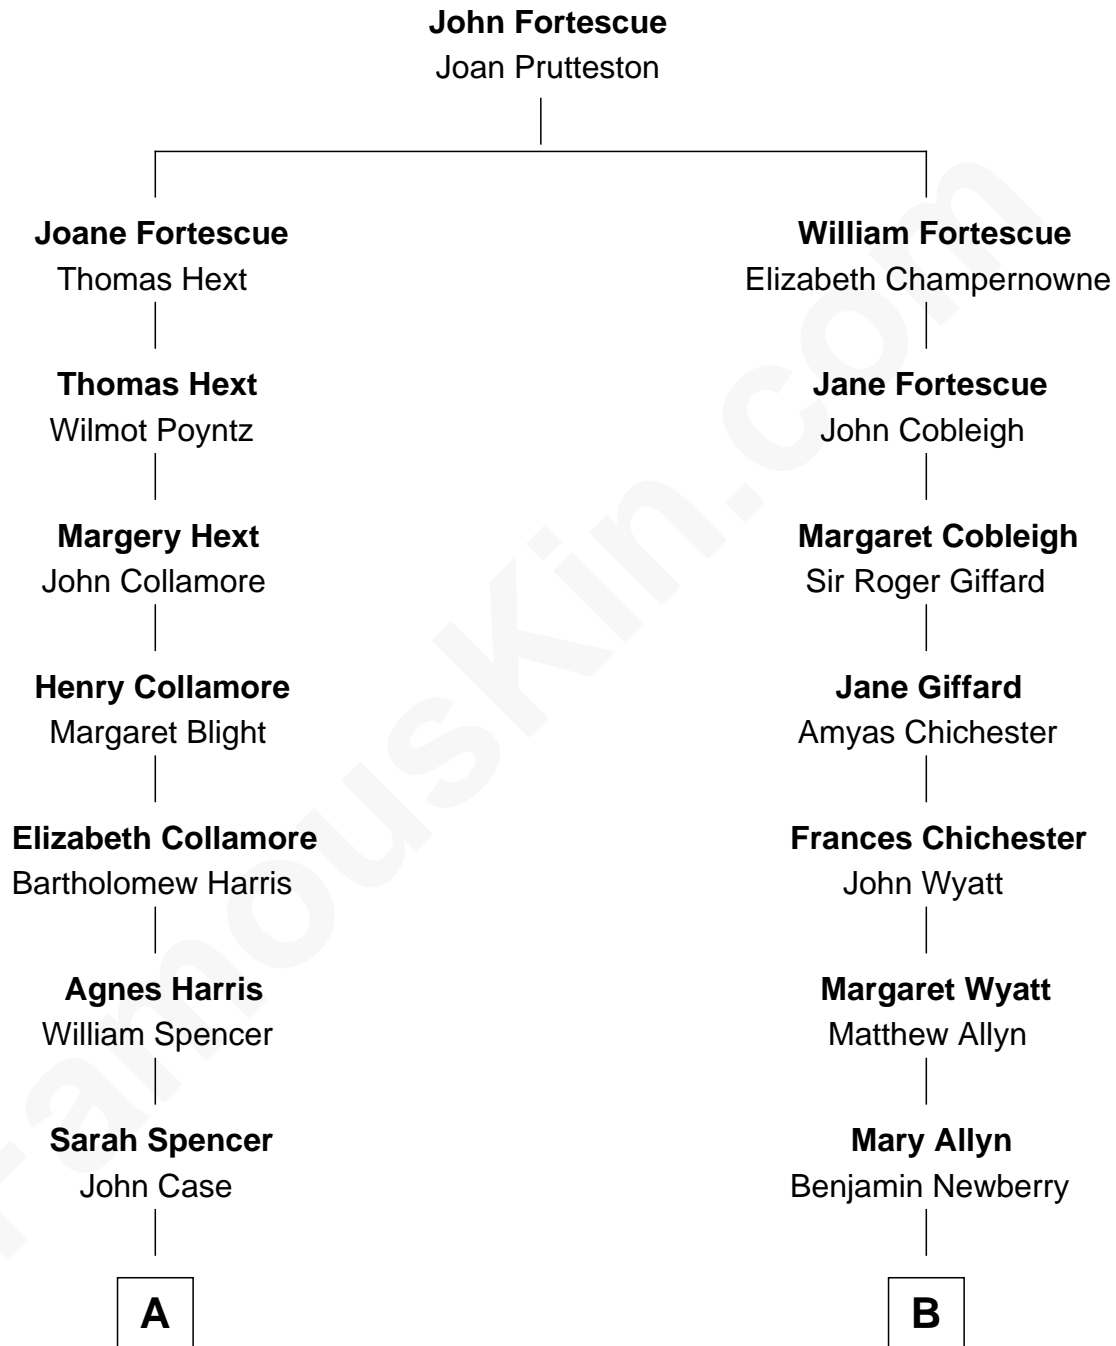 John Fortescue
Joan Prutteston
Joane Fortescue
Thomas Hext
William Fortescue
Elizabeth Champernowne
Thomas Hext
Wilmot Poyntz
Jane Fortescue
John Cobleigh
Margery Hext
John Collamore
Margaret Cobleigh
Sir Roger Giffard
Henry Collamore
Margaret Blight
Jane Giffard
Amyas Chichester
Elizabeth Collamore
Bartholomew Harris
Frances Chichester
John Wyatt
Agnes Harris
William Spencer
Margaret Wyatt
Matthew Allyn
Sarah Spencer
John Case
Mary Allyn
Benjamin Newberry
A
B
FamousKin.com